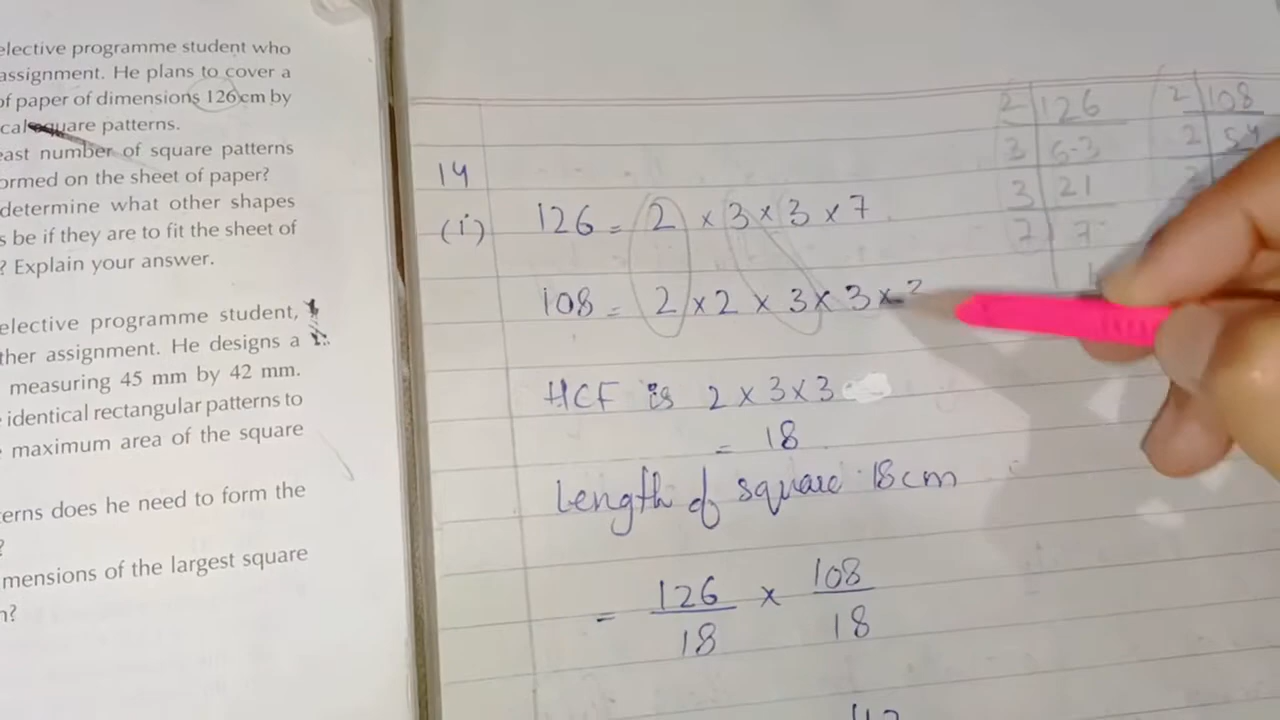 elective programme student who
assignment. He plans to cover a
of paper of dimensions 126 cm by
cal square patterns.
east number of square patterns
ormed on the sheet of paper?
determine what other shapes
s be if they are to fit the sheet of
? Explain your answer.
elective programme student,
ther assignment. He designs a
measuring 45 mm by 42 mm.
identical rectangular patterns to
maximum area of the square
terns does he need to form the
?
mensions of the largest square
n?
2 126
3 63
3 21
7 7
1
2 108
2 54
14
(i) 126 = 2 × 3 × 3 × 7
108 = 2 × 2 × 3 × 3 × 3
HCF is 2 × 3 × 3
= 18
Length of square 18 cm
= 126/18 × 108/18